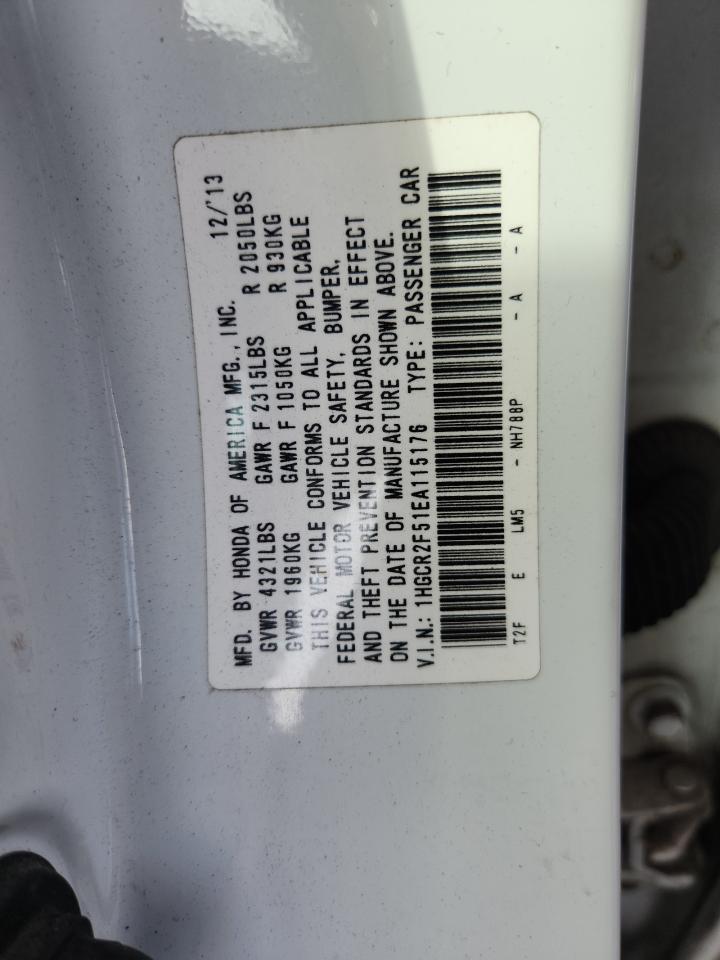 MFD. BY HONDA OF AMERICA MFG., INC. 12/'13
GVWR 4321LBS GAWR F 2315LBS R 2050LBS
GVWR 1960KG GAWR F 1050KG R 930KG
THIS VEHICLE CONFORMS TO ALL APPLICABLE
FEDERAL MOTOR VEHICLE SAFETY, BUMPER,
AND THEFT PREVENTION STANDARDS IN EFFECT
ON THE DATE OF MANUFACTURE SHOWN ABOVE.
V.I.N.: 1HGCR2F51EA115176 TYPE: PASSENGER CAR
T2F E LM5 - NH788P - A - A